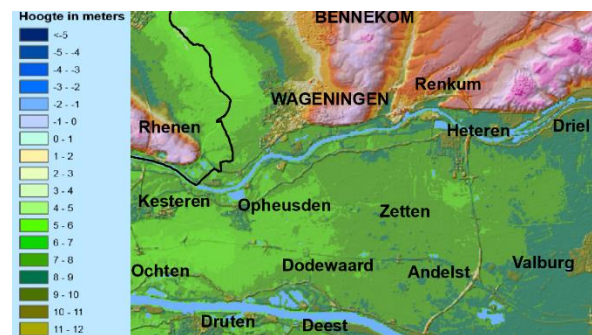 Hoogte in meters
<-5
-5 - -4
-4 - -3
-3 - -2
-2 - -1
-1 - 0
0 - 1
1 - 2
2 - 3
3 - 4
4 - 5
5 - 6
6 - 7
7 - 8
8 - 9
9 - 10
10 - 11
11 - 12
BENNEKOM
Renkum
WAGENINGEN
Rhenen
Heteren
Driel
Kesteren
Opheusden
Zetten
Ochten
Dodewaard
Andelst
Valburg
Druten
Deest